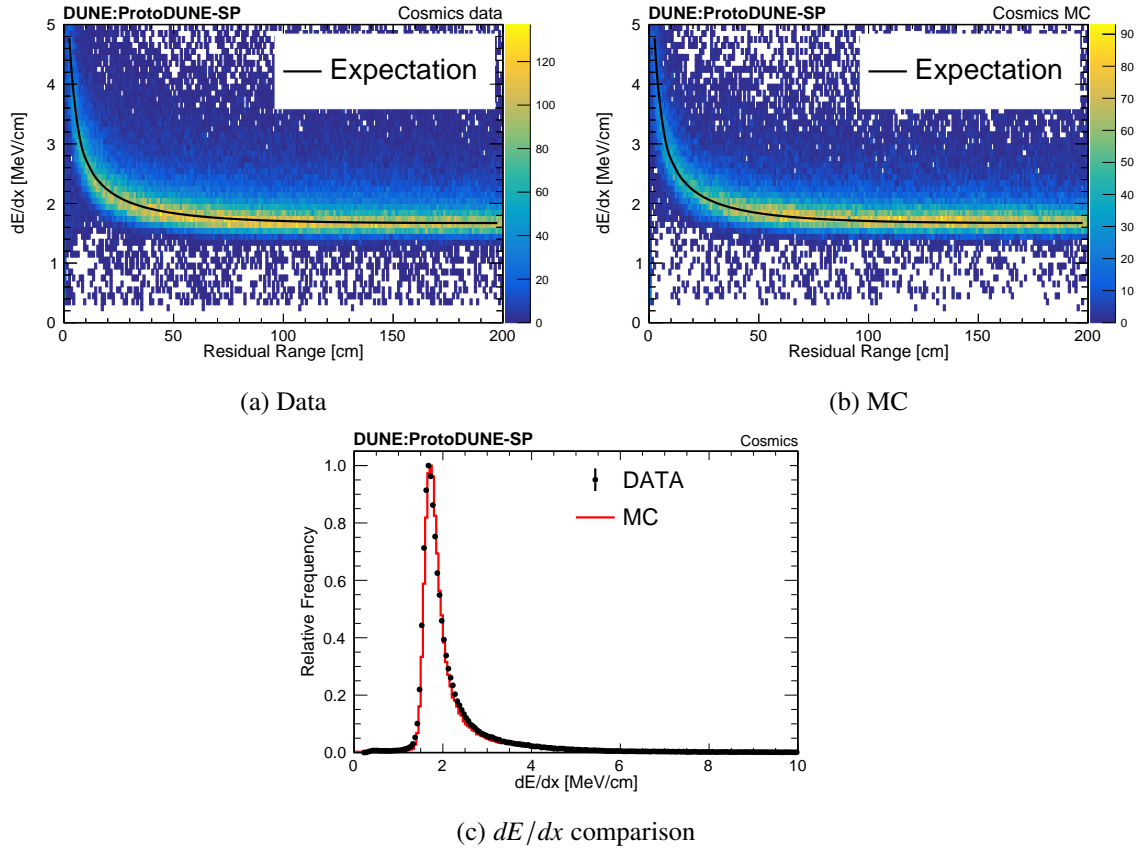 DUNE:ProtoDUNE-SP Cosmics data
Expectation
dE/dx [MeV/cm]
0 1 2 3 4 5
0 50 100 150 200
0 20 40 60 80 100 120
Residual Range [cm]
(a) Data
DUNE:ProtoDUNE-SP Cosmics MC
Expectation
dE/dx [MeV/cm]
0 1 2 3 4 5
0 50 100 150 200
0 10 20 30 40 50 60 70 80 90
Residual Range [cm]
(b) MC
DUNE:ProtoDUNE-SP Cosmics
DATA
MC
Relative Frequency
0.0 0.2 0.4 0.6 0.8 1.0
0 2 4 6 8 10
dE/dx [MeV/cm]
(c) dE/dx comparison